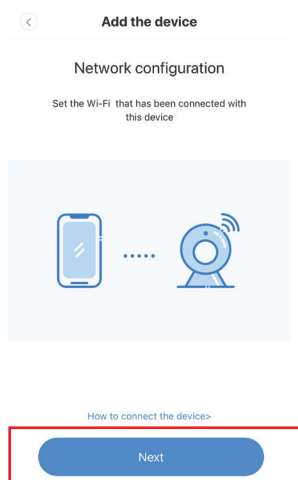 Add the device
Network configuration
Set the Wi-Fi that has been connected with
this device
How to connect the device>
Next